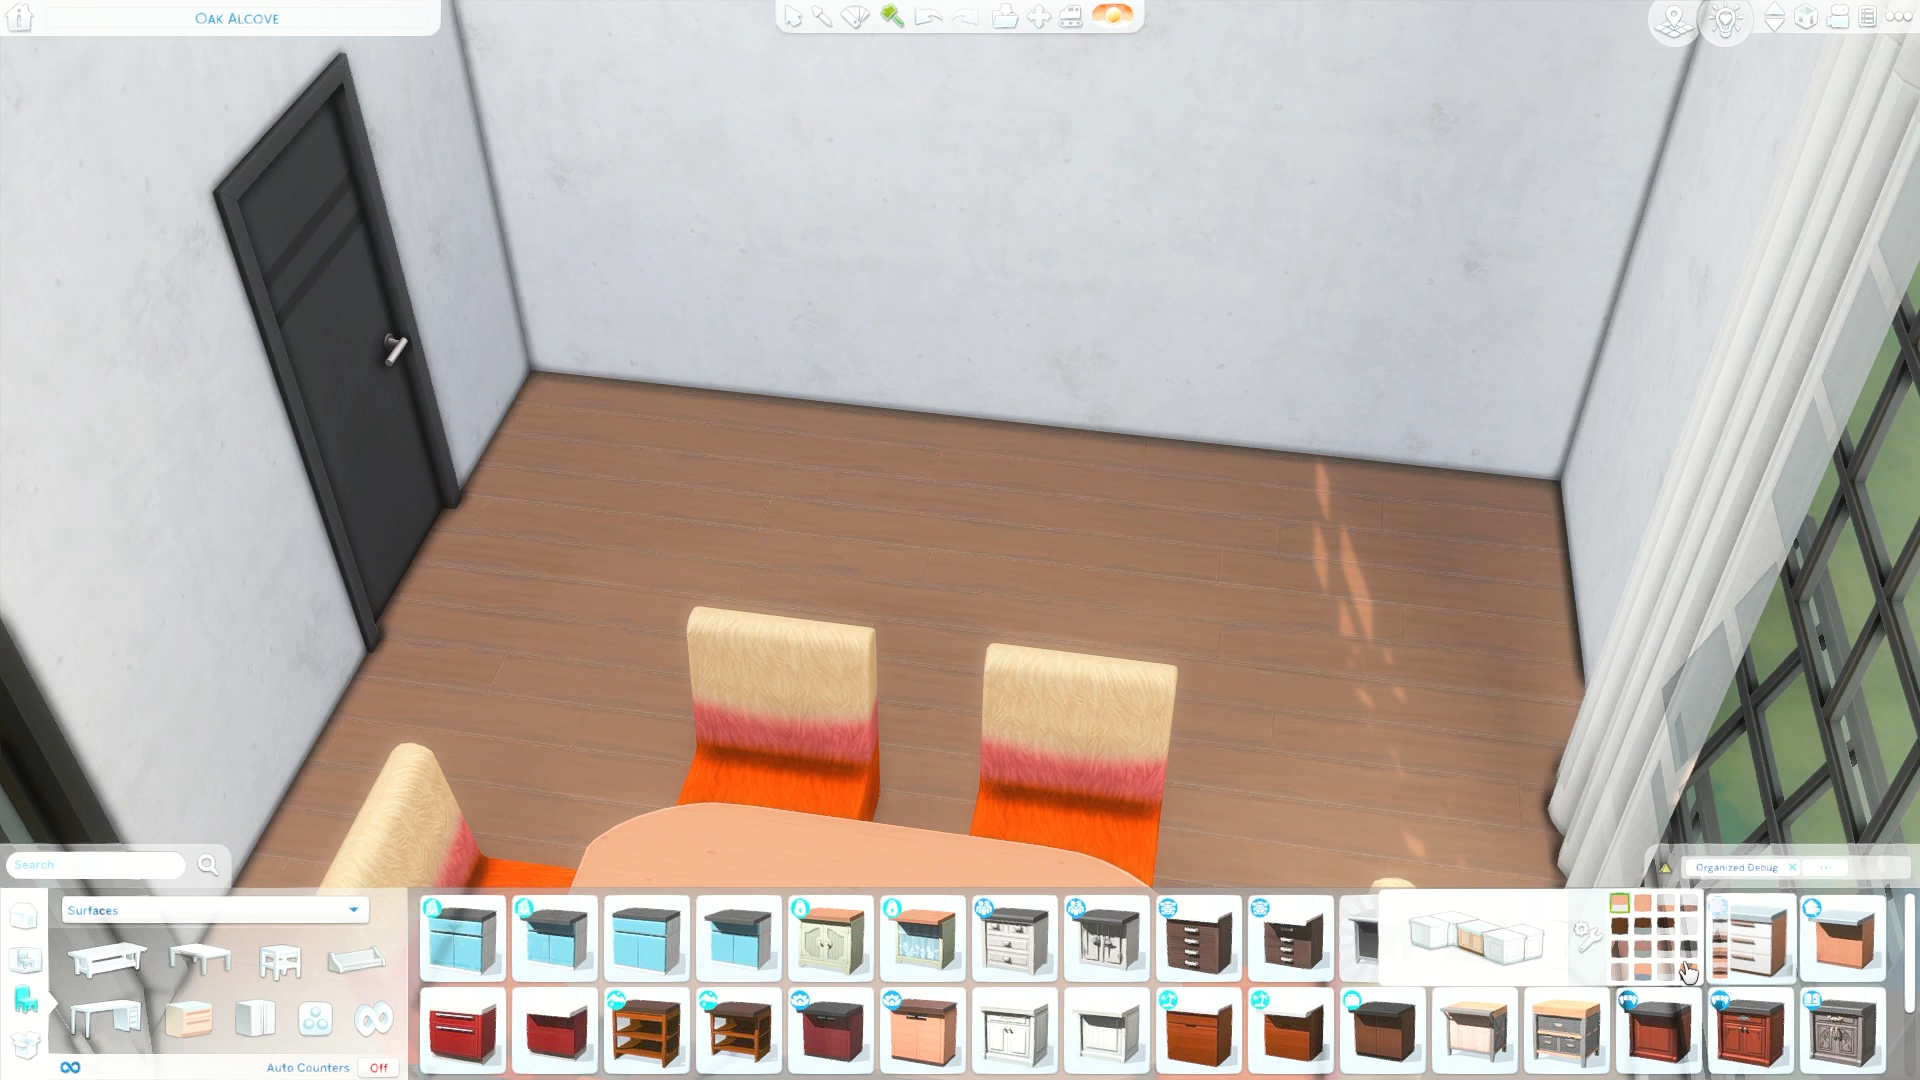 Oak Alcove
Search
Organized Debug
Surfaces
Auto Counters Off